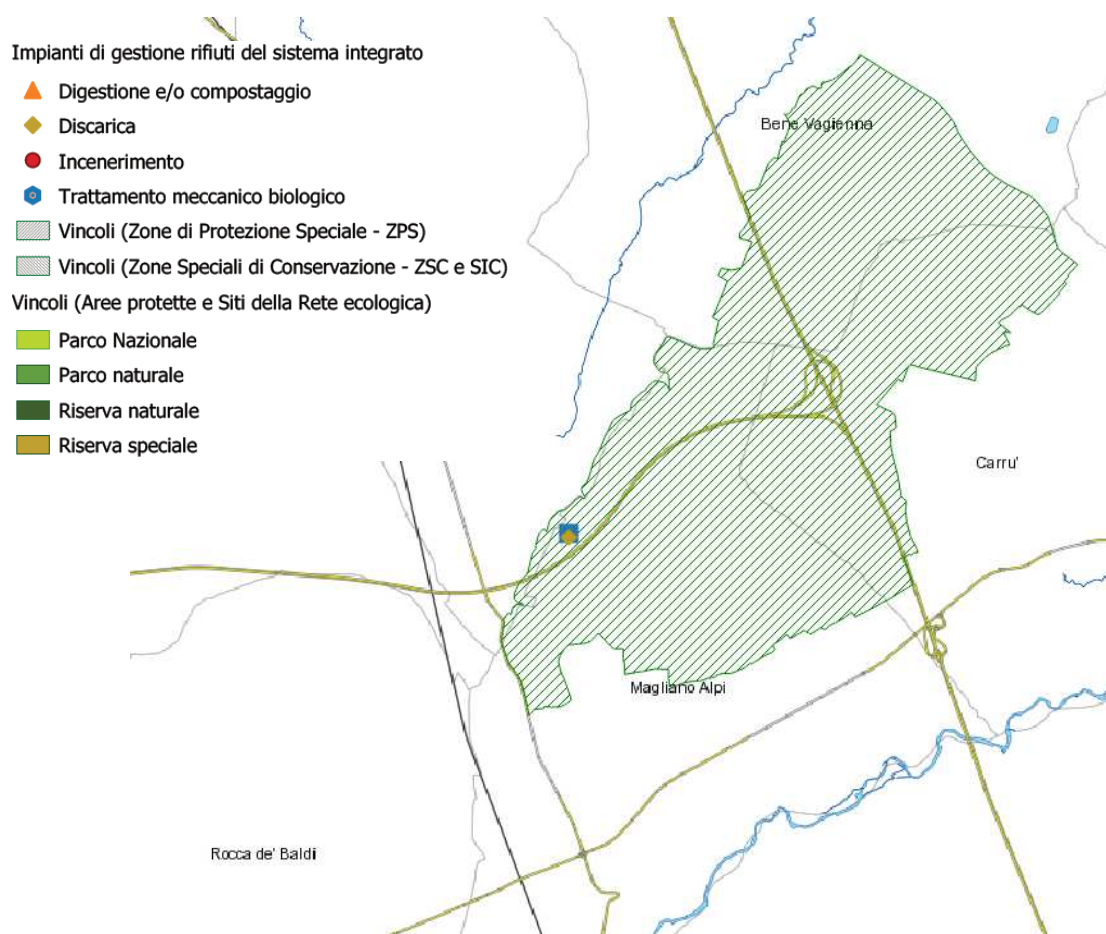 Impianti di gestione rifiuti del sistema integrato
Digestione e/o compostaggio
Discarica
Incenerimento
Trattamento meccanico biologico
Vincoli (Zone di Protezione Speciale - ZPS)
Vincoli (Zone Speciali di Conservazione - ZSC e SIC)
Vincoli (Aree protette e Siti della Rete ecologica)
Parco Nazionale
Parco naturale
Riserva naturale
Riserva speciale
Bene Vagienna
Carru'
Magliano Alpi
Rocca de' Baldi